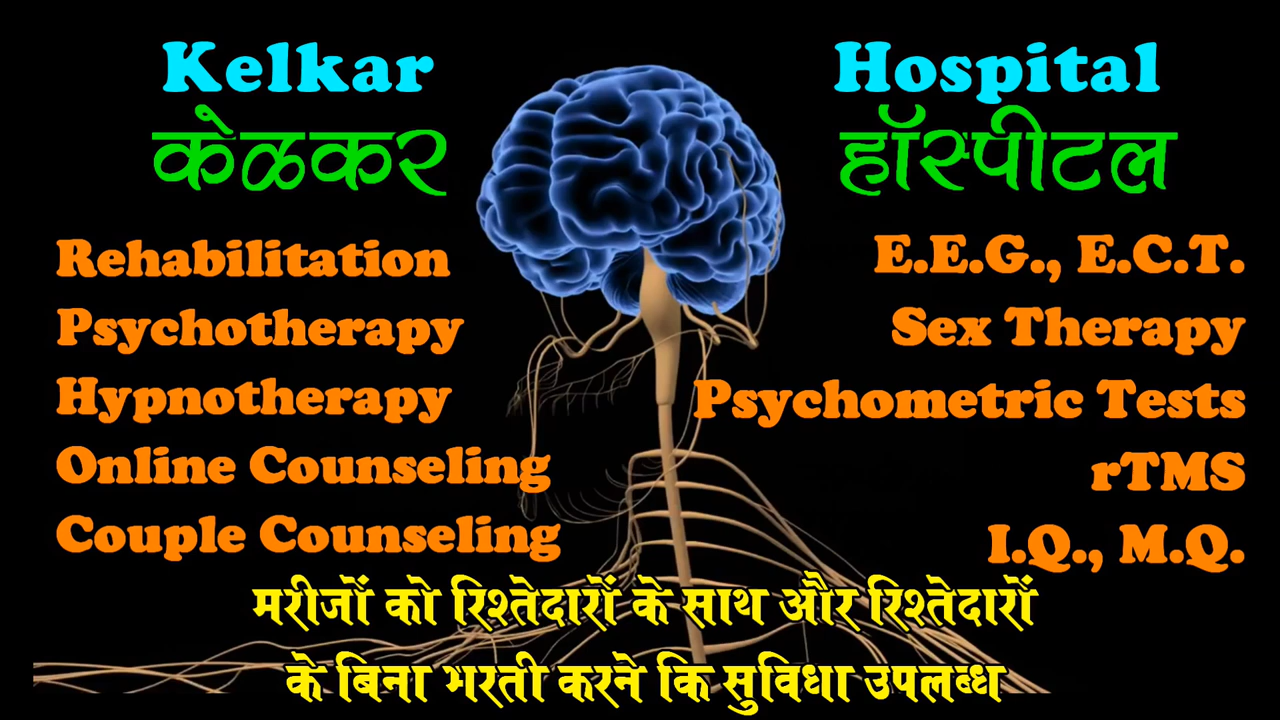 Kelkar Hospital
केळकर हॉस्पीटल
Rehabilitation
Psychotherapy
Hypnotherapy
Online Counseling
Couple Counseling
E.E.G., E.C.T.
Sex Therapy
Psychometric Tests
rTMS
I.Q., M.Q.
मरीजों को रिश्तेदारों के साथ और रिश्तेदारों
के बिना भरती करने कि सुविधा उपलब्ध